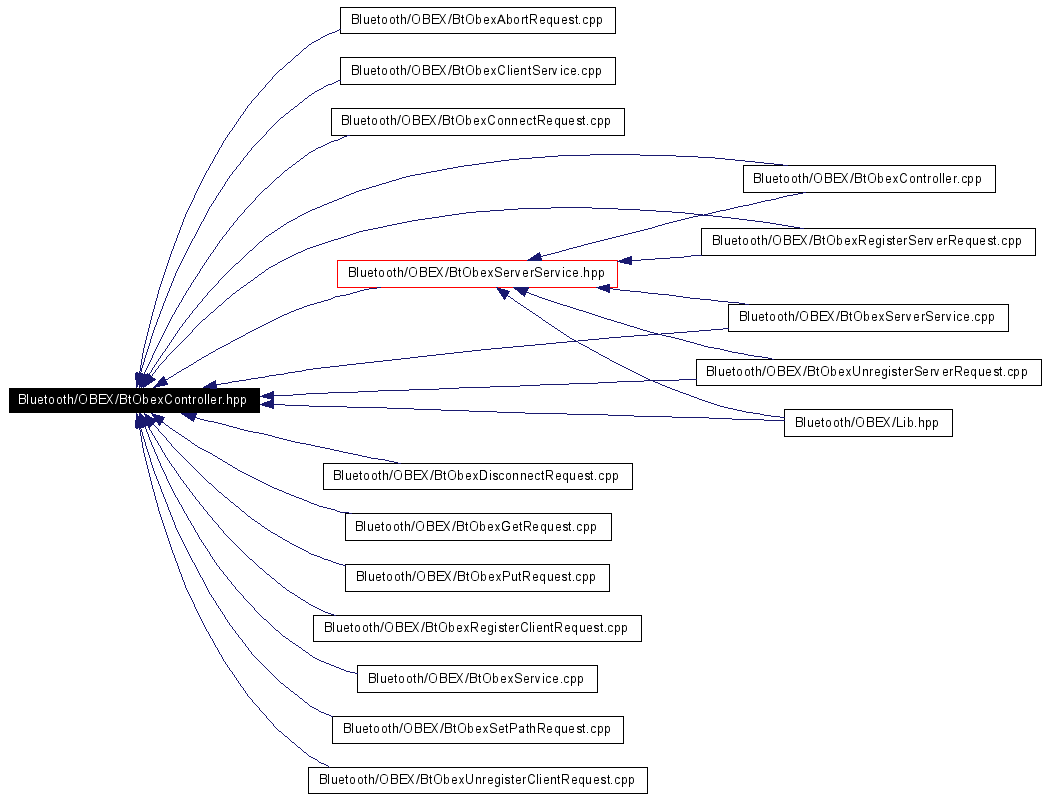 Bluetooth/OBEX/BtObexAbortRequest.cpp
Bluetooth/OBEX/BtObexClientService.cpp
Bluetooth/OBEX/BtObexConnectRequest.cpp
Bluetooth/OBEX/BtObexController.cpp
Bluetooth/OBEX/BtObexRegisterServerRequest.cpp
Bluetooth/OBEX/BtObexServerService.hpp
Bluetooth/OBEX/BtObexServerService.cpp
Bluetooth/OBEX/BtObexUnregisterServerRequest.cpp
Bluetooth/OBEX/BtObexController.hpp
Bluetooth/OBEX/Lib.hpp
Bluetooth/OBEX/BtObexDisconnectRequest.cpp
Bluetooth/OBEX/BtObexGetRequest.cpp
Bluetooth/OBEX/BtObexPutRequest.cpp
Bluetooth/OBEX/BtObexRegisterClientRequest.cpp
Bluetooth/OBEX/BtObexService.cpp
Bluetooth/OBEX/BtObexSetPathRequest.cpp
Bluetooth/OBEX/BtObexUnregisterClientRequest.cpp